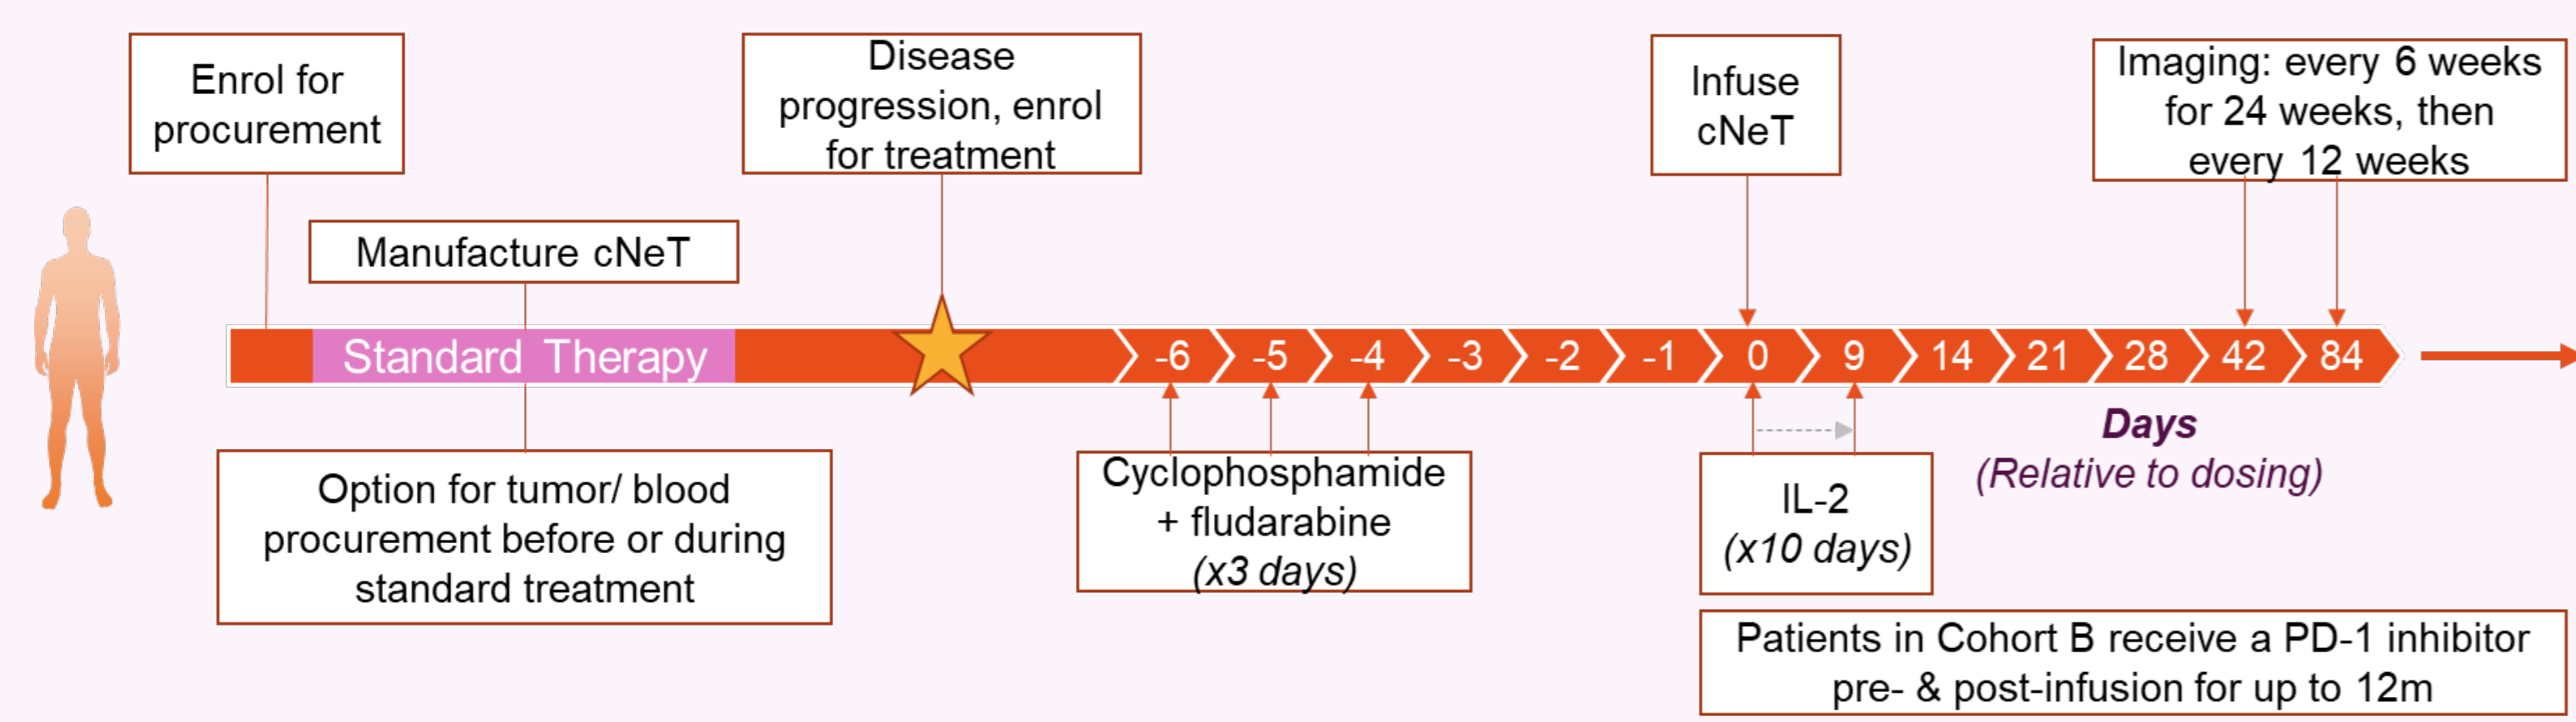 Enrol for
procurement
Disease
progression, enrol
for treatment
Infuse
cNeT
Imaging: every 6 weeks
for 24 weeks, then
every 12 weeks
Manufacture cNeT
Standard Therapy
-6 -5 -4 -3 -2 -1 0 9 14 21 28 42 84
Days
(Relative to dosing)
Option for tumor/ blood
procurement before or during
standard treatment
Cyclophosphamide
+ fludarabine
(x3 days)
IL-2
(x10 days)
Patients in Cohort B receive a PD-1 inhibitor
pre- & post-infusion for up to 12m